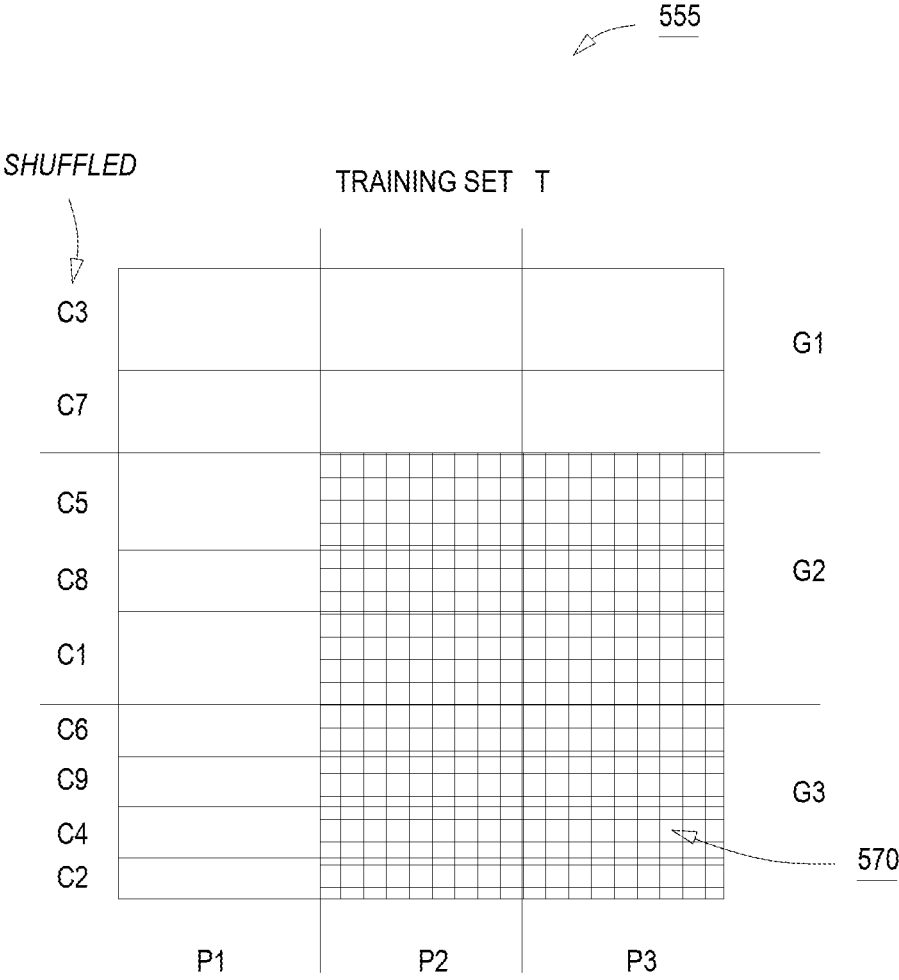 555
SHUFFLED
TRAINING SET T
C3
G1
C7
C5
G2
C8
C1
C6
C9
G3
C4
570
C2
P1 P2 P3